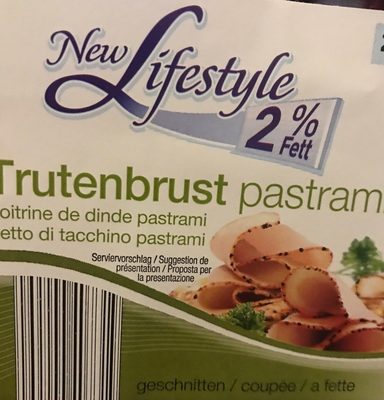 New Lifestyle
2% Fett
Trutenbrust pastrami
oitrine de dinde pastrami
etto di tacchino pastrami
Serviervorschlag / Suggestion de
présentation / Proposta per
la presentazione
geschnitten / coupée / a fette